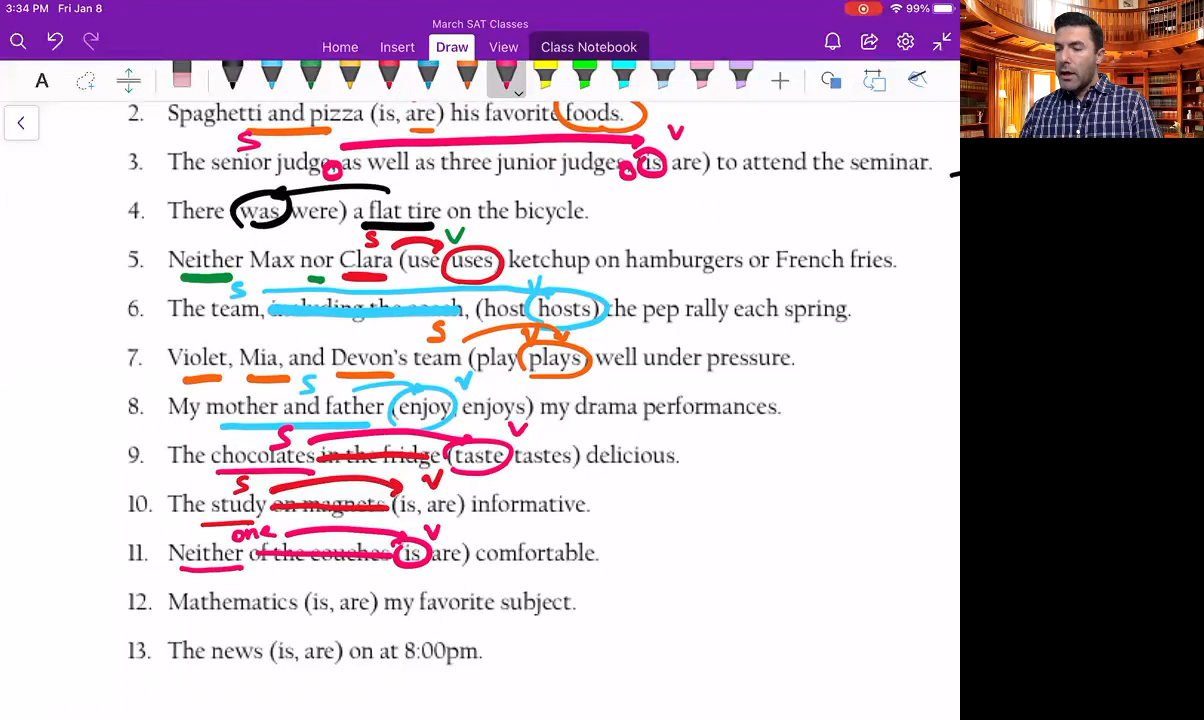 3:34 PM Fri Jan 8
99%
March SAT Classes
Home Insert Draw View Class Notebook
A
2. Spaghetti and pizza (is, are) his favorite foods.
S V
3. The senior judge, as well as three junior judges, (is, are) to attend the seminar.
4. There (was, were) a flat tire on the bicycle.
S V
5. Neither Max nor Clara (use, uses) ketchup on hamburgers or French fries.
S V
6. The team, including the coach, (host, hosts) the pep rally each spring.
S V
7. Violet, Mia, and Devon's team (play, plays) well under pressure.
S V
8. My mother and father (enjoy, enjoys) my drama performances.
S V
9. The chocolates in the fridge (taste, tastes) delicious.
S V
10. The study on magnets (is, are) informative.
one V
11. Neither of the couches (is, are) comfortable.
12. Mathematics (is, are) my favorite subject.
13. The news (is, are) on at 8:00pm.